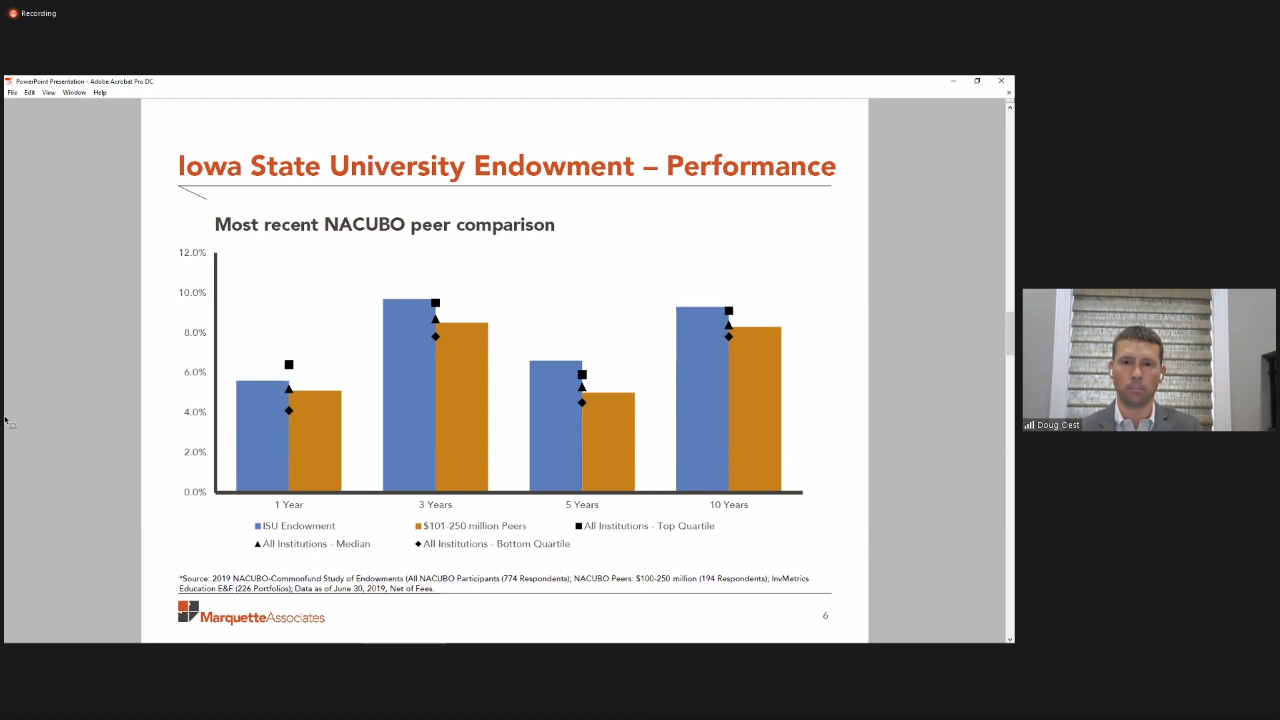 Recording
PowerPoint Presentation - Adobe Acrobat Pro DC
File Edit View Window Help
Iowa State University Endowment – Performance
Most recent NACUBO peer comparison
12.0%
10.0%
8.0%
6.0%
4.0%
2.0%
0.0%
1 Year 3 Years 5 Years 10 Years
ISU Endowment $101-250 million Peers All Institutions - Top Quartile
All Institutions - Median All Institutions - Bottom Quartile
*Source: 2019 NACUBO-Commonfund Study of Endowments (All NACUBO Participants (774 Respondents); NACUBO Peers: $100-250 million (194 Respondents); InvMetrics
Education E&F (226 Portfolios); Data as of June 30, 2019, Net of Fees.
MarquetteAssociates
6
Doug Oest